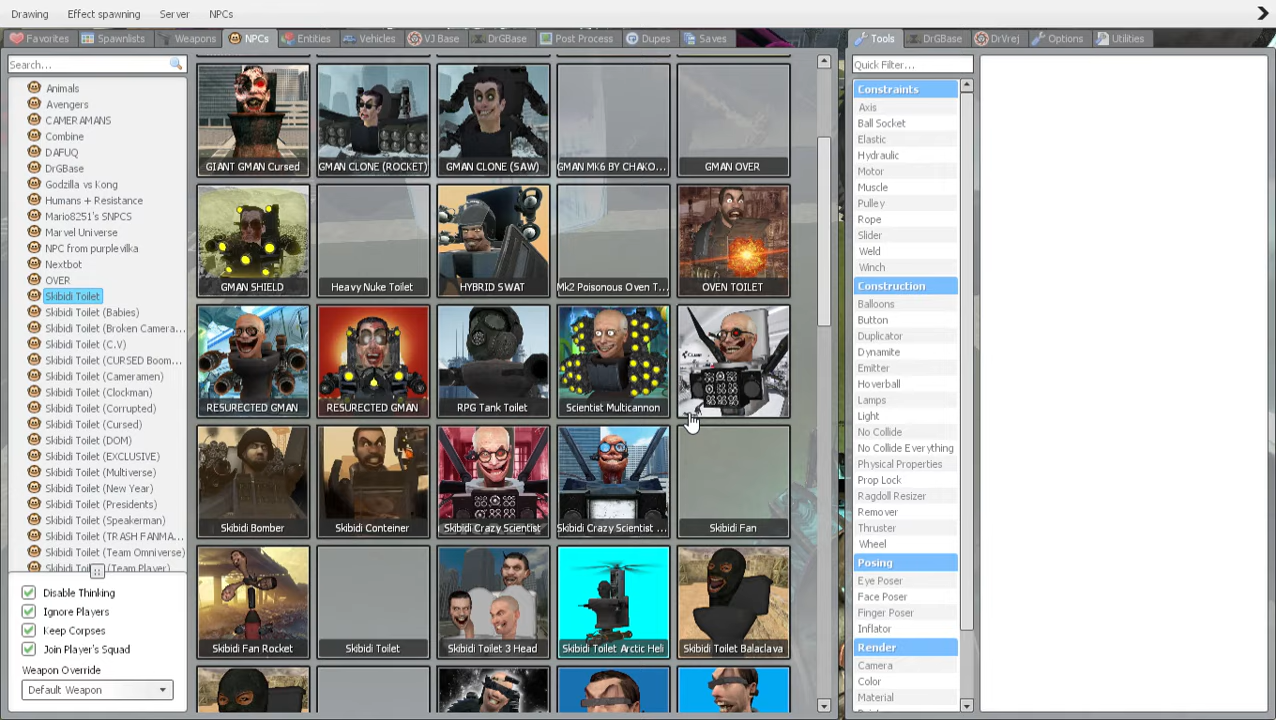 Drawing
Effect spawning
Server
NPCs
Favorites
Spawnlists
Weapons
NPCs
Entities
Vehicles
VJ Base
DrGBase
Post Process
Dupes
Saves
Tools
DrGBase
DrVrej
Options
Utilities
Search...
Animals
Avengers
CAMERAMANS
Combine
DAFUQ
DrGBase
Godzilla vs Kong
Humans + Resistance
Mario8251's SNPCS
Marvel Universe
NPC from purplevilka
Nextbot
OVER
Skibidi Toilet
Skibidi Toilet (Babies)
Skibidi Toilet (Broken Camera...
Skibidi Toilet (C.V)
Skibidi Toilet (CURSED Boom...
Skibidi Toilet (Cameramen)
Skibidi Toilet (Clockman)
Skibidi Toilet (Corrupted)
Skibidi Toilet (Cursed)
Skibidi Toilet (DOM)
Skibidi Toilet (EXCLUSIVE)
Skibidi Toilet (Multiverse)
Skibidi Toilet (New Year)
Skibidi Toilet (Presidents)
Skibidi Toilet (Speakerman)
Skibidi Toilet (TRASH FANMA...
Skibidi Toilet (Team Omniverse)
Skibidi Toilet (Team Player)
Disable Thinking
Ignore Players
Keep Corpses
Join Player's Squad
Weapon Override
Default Weapon
GIANT GMAN Cursed
GMAN CLONE (ROCKET)
GMAN CLONE (SAW)
GMAN MK6 BY CHAKO...
GMAN OVER
GMAN SHIELD
Heavy Nuke Toilet
HYBRID SWAT
Mk2 Poisonous Oven T...
OVEN TOILET
RESURECTED GMAN
RESURECTED GMAN
RPG Tank Toilet
Scientist Multicannon
Skibidi Bomber
Skibidi Conteiner
Skibidi Crazy Scientist
Skibidi Crazy Scientist ...
Skibidi Fan
Skibidi Fan Rocket
Skibidi Toilet
Skibidi Toilet 3 Head
Skibidi Toilet Arctic Heli
Skibidi Toilet Balaclava
Quick Filter...
Constraints
Axis
Ball Socket
Elastic
Hydraulic
Motor
Muscle
Pulley
Rope
Slider
Weld
Winch
Construction
Balloons
Button
Duplicator
Dynamite
Emitter
Hoverball
Lamps
Light
No Collide
No Collide Everything
Physical Properties
Prop Lock
Ragdoll Resizer
Remover
Thruster
Wheel
Posing
Eye Poser
Face Poser
Finger Poser
Inflator
Render
Camera
Color
Material